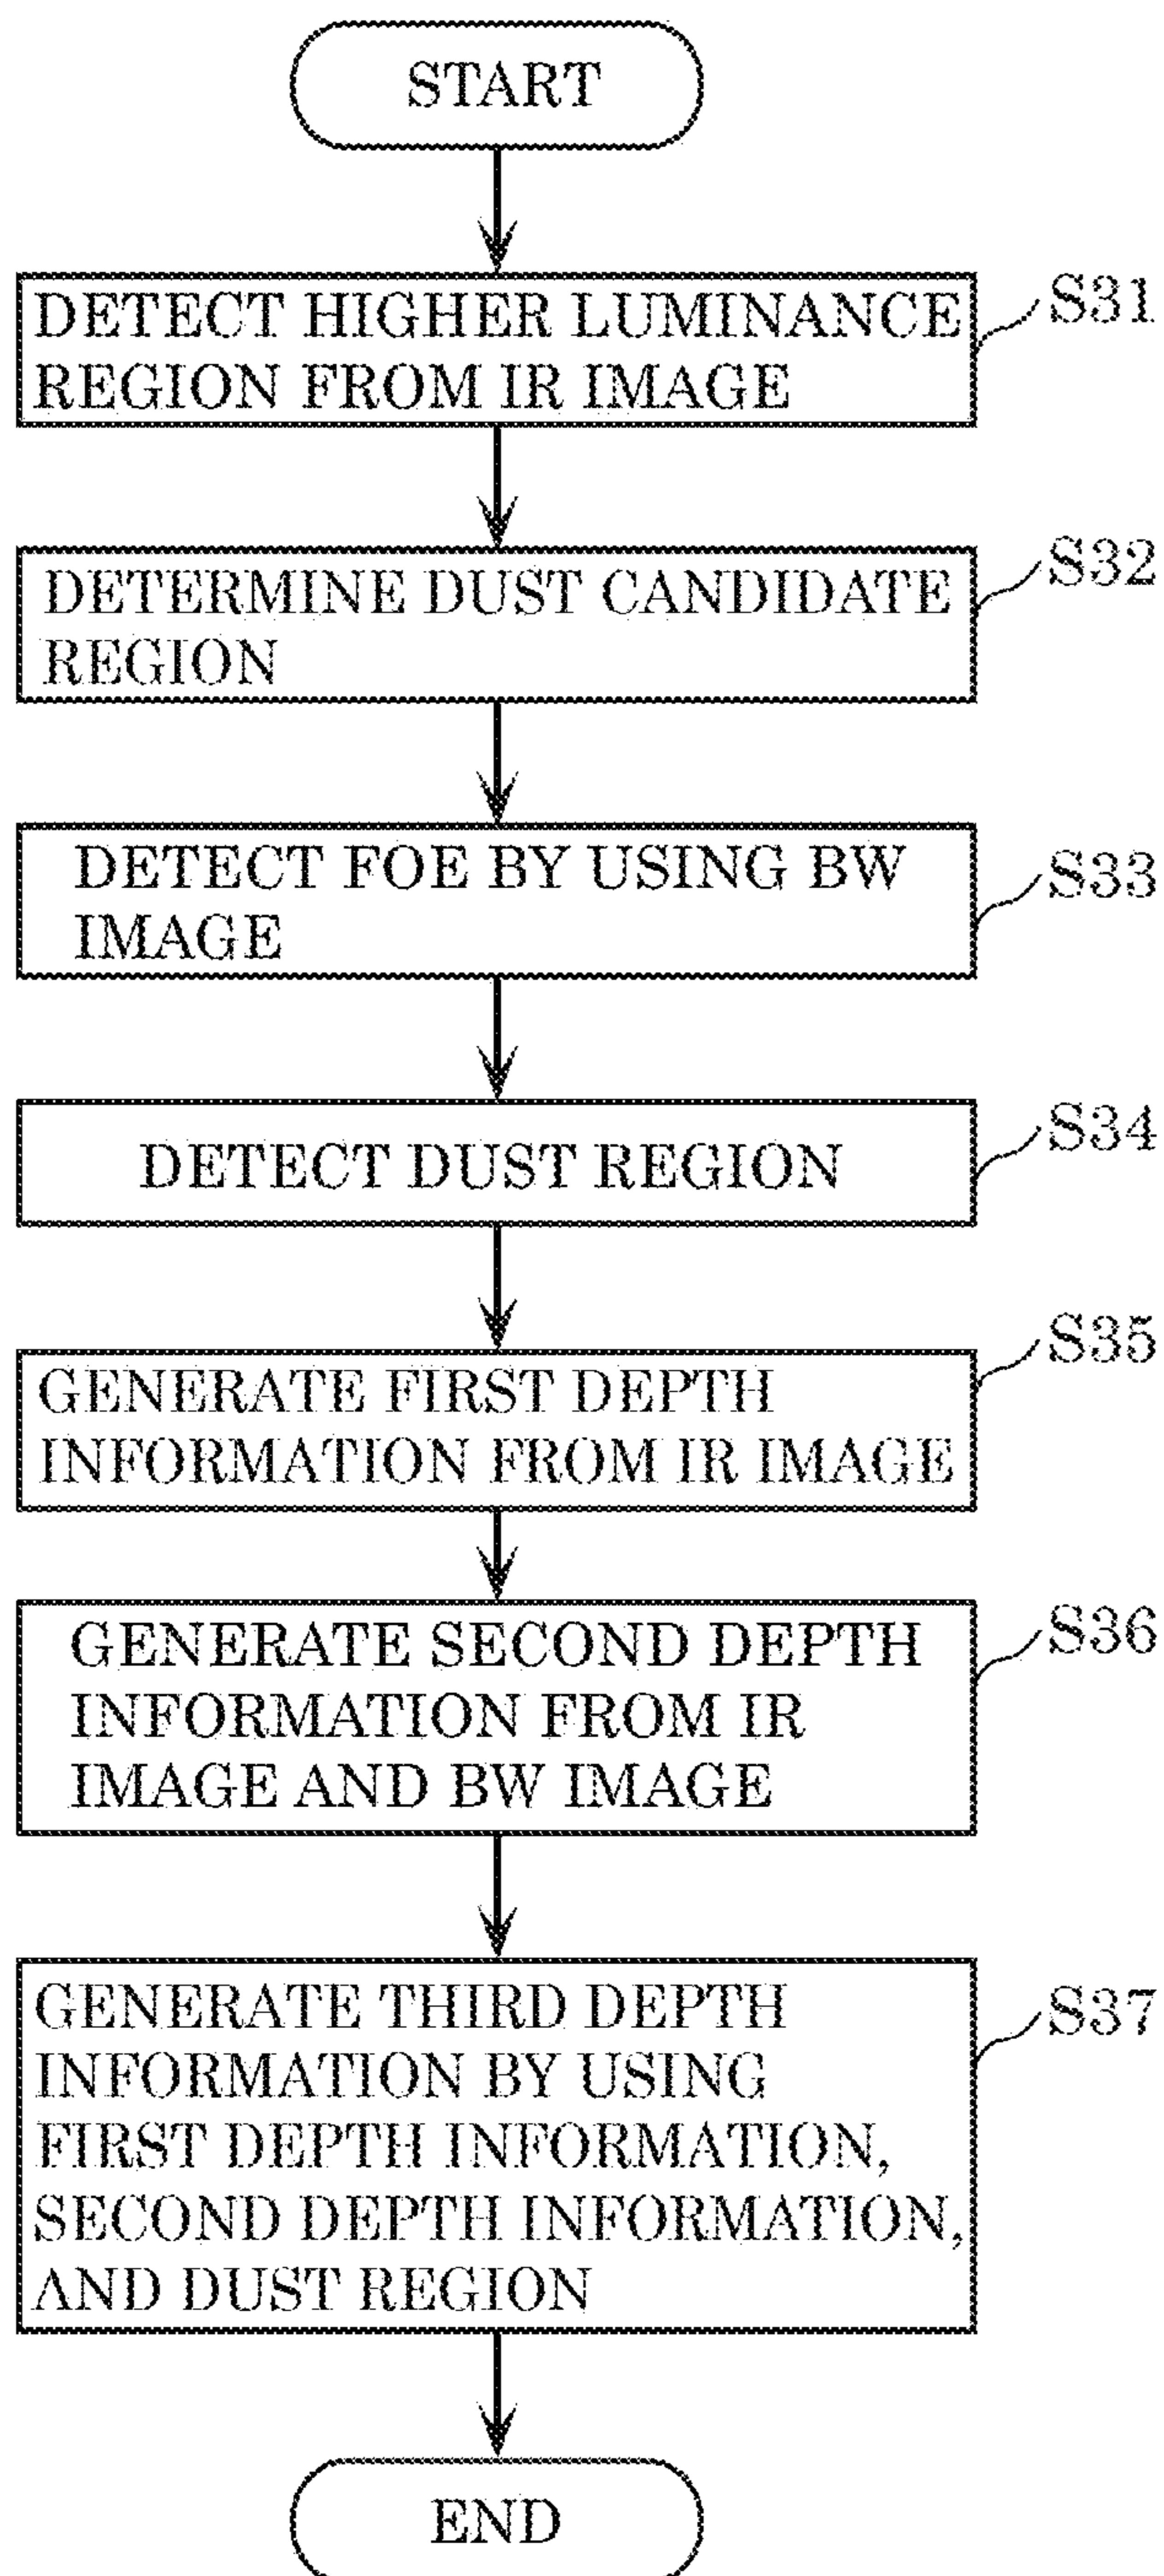 START
DETECT HIGHER LUMINANCE
REGION FROM IR IMAGE
S31
DETERMINE DUST CANDIDATE
REGION
S32
DETECT FOE BY USING BW
IMAGE
S33
DETECT DUST REGION
S34
GENERATE FIRST DEPTH
INFORMATION FROM IR IMAGE
S35
GENERATE SECOND DEPTH
INFORMATION FROM IR
IMAGE AND BW IMAGE
S36
GENERATE THIRD DEPTH
INFORMATION BY USING
FIRST DEPTH INFORMATION,
SECOND DEPTH INFORMATION,
AND DUST REGION
S37
END